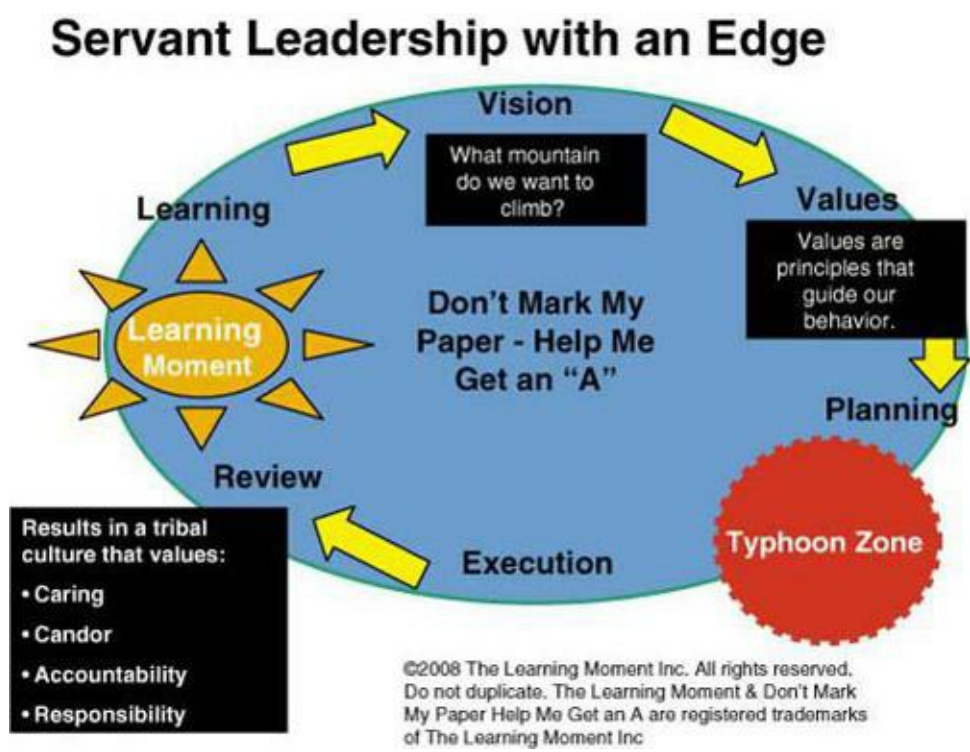 Servant Leadership with an Edge
Vision
What mountain
do we want to
climb?
Learning
Values
Values are
principles that
guide our
behavior.
Learning
Moment
Don't Mark My
Paper - Help Me
Get an “A”
Planning
Review
Typhoon Zone
Execution
Results in a tribal
culture that values:
• Caring
• Candor
• Accountability
• Responsibility
©2008 The Learning Moment Inc. All rights reserved.
Do not duplicate. The Learning Moment & Don't Mark
My Paper Help Me Get an A are registered trademarks
of The Learning Moment Inc